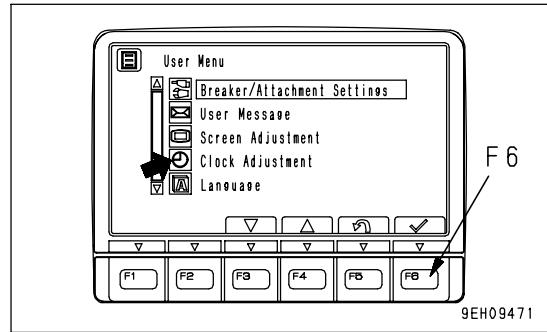 User Menu
Breaker/Attachment Settings
User Message
Screen Adjustment
Clock Adjustment
A Language
F6
F1 F2 F3 F4 F5 F6
9EH09471